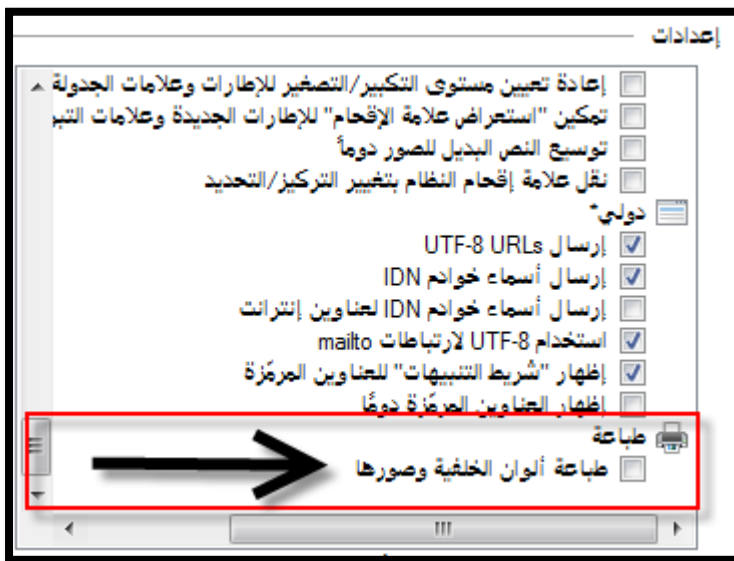 إعدادات
إعادة تعيين مستوى التكبير/التصغير للإطارات وعلامات الجدولة
تمكين "استعراض علامة الإقحام" للإطارات الجديدة وعلامات التبو
توسيع النص البديل للصور دوماً
نقل علامة إقحام النظام بتغيير التركيز/التحديد
دولي*
إرسال UTF-8 URLs
إرسال أسماء خوادم IDN
إرسال أسماء خوادم IDN لعناوين إنترانت
استخدام UTF-8 لارتباطات mailto
إظهار "شريط التنبيهات" للعناوين المرمّزة
إظهار العناوين المرمّزة دومًا
طباعة
طباعة ألوان الخلفية وصورها